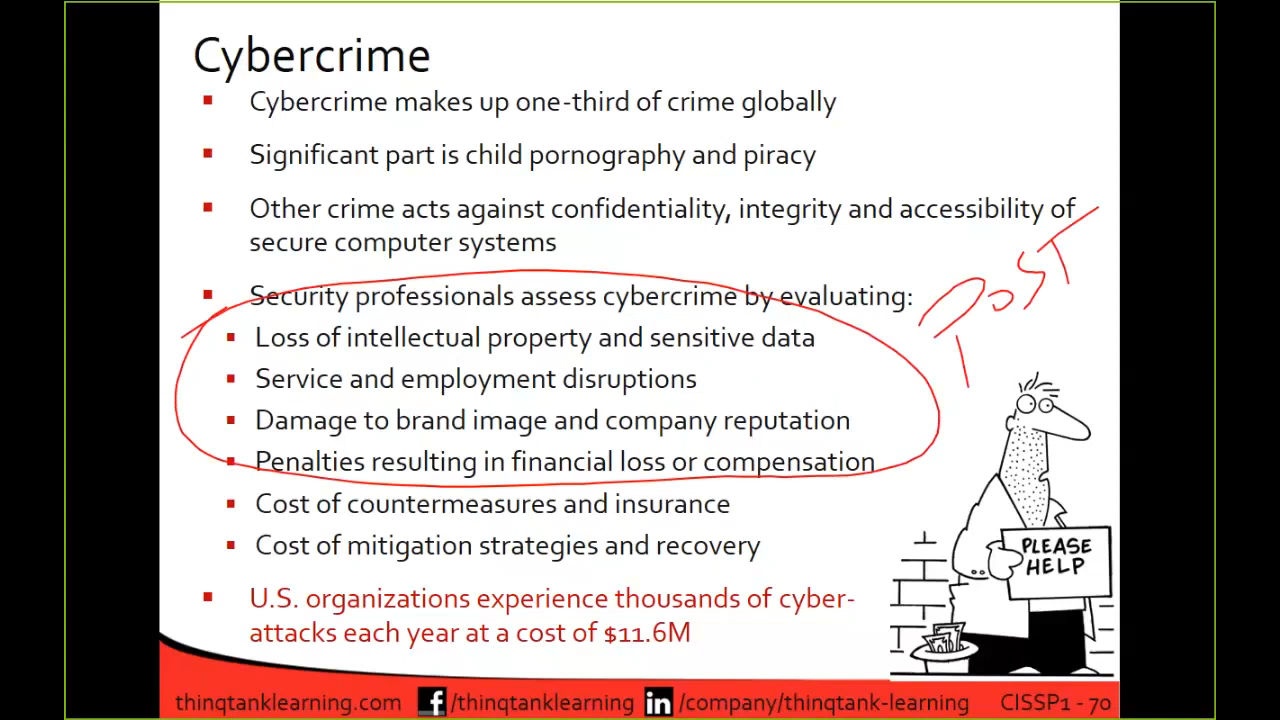 Cybercrime
Cybercrime makes up one-third of crime globally
Significant part is child pornography and piracy
Other crime acts against confidentiality, integrity and accessibility of
secure computer systems
POST
Security professionals assess cybercrime by evaluating:
Loss of intellectual property and sensitive data
Service and employment disruptions
Damage to brand image and company reputation
Penalties resulting in financial loss or compensation
Cost of countermeasures and insurance
Cost of mitigation strategies and recovery
PLEASE
HELP
U.S. organizations experience thousands of cyber-
attacks each year at a cost of $11.6M
thinqtanklearning.com f /thinqtanklearning in /company/thinqtank-learning CISSP1 - 70